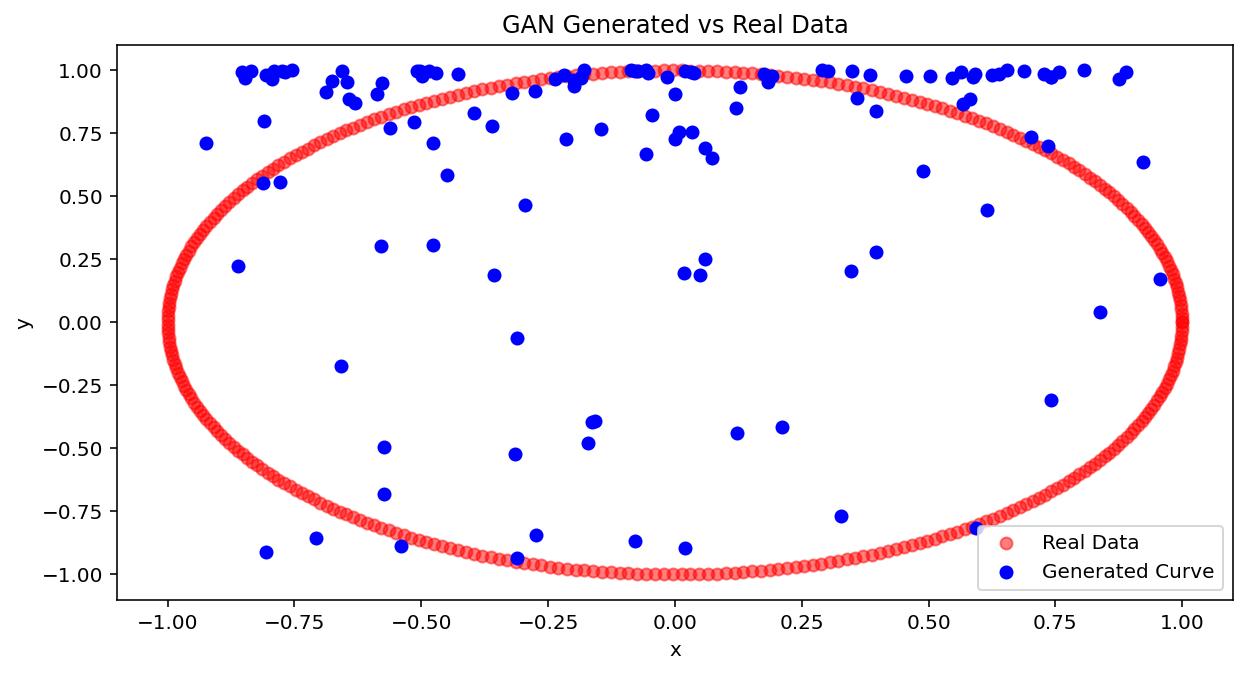 GAN Generated vs Real Data
1.00
0.75
0.50
0.25
0.00
−0.25
−0.50
−0.75
−1.00
y
−1.00 −0.75 −0.50 −0.25 0.00 0.25 0.50 0.75 1.00
x
Real Data
Generated Curve